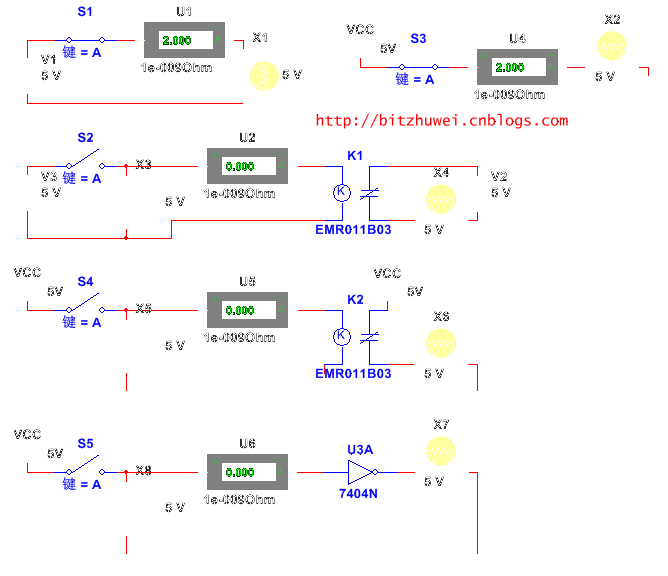 S1
U1
2.000
X1
V1
5 V
键 = A
1e-009Ohm
5 V
VCC
5V
S3
U4
2.000
X2
键 = A
1e-009Ohm
5 V
http://bitzhuwei.cnblogs.com
S2
X3
U2
0.000
K1
X4
V2
V3
5 V
键 = A
5 V
1e-009Ohm
K
5 V
EMR011B03
5 V
VCC
5V
S4
X5
U5
0.000
K2
VCC
5V
X6
键 = A
5 V
1e-009Ohm
K
EMR011B03
5 V
VCC
5V
S5
X8
U6
0.000
U3A
X7
键 = A
5 V
1e-009Ohm
7404N
5 V